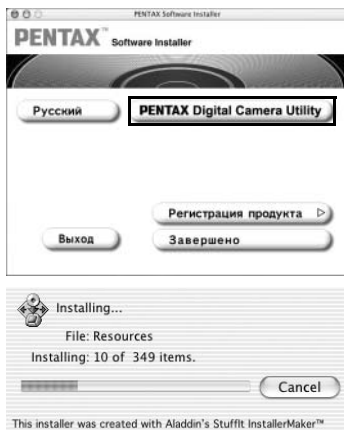 PENTAX Software Installer
PENTAX™ Software Installer
Русский
PENTAX Digital Camera Utility
Регистрация продукта
Выход
Завершено
Installing...
File: Resources
Installing: 10 of 349 items.
Cancel
This installer was created with Aladdin's StuffIt InstallerMaker™